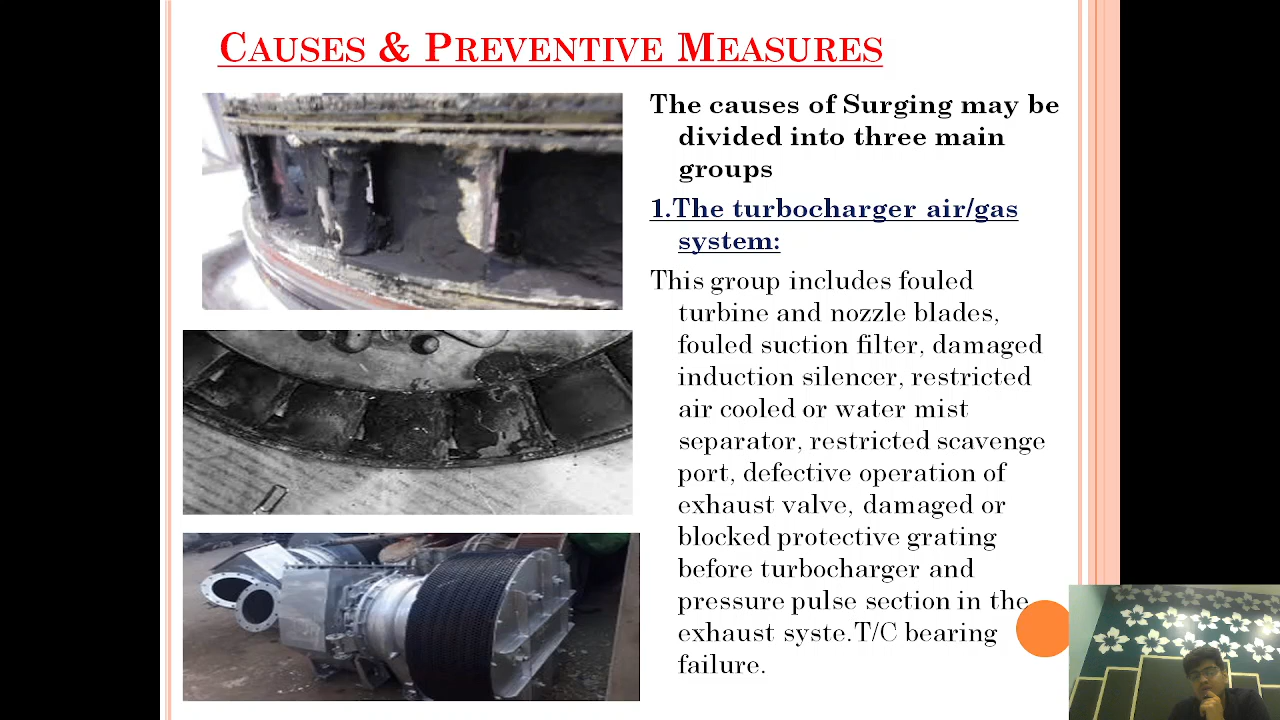 CAUSES & PREVENTIVE MEASURES
The causes of Surging may be
divided into three main
groups
1.The turbocharger air/gas
system:
This group includes fouled
turbine and nozzle blades,
fouled suction filter, damaged
induction silencer, restricted
air cooled or water mist
separator, restricted scavenge
port, defective operation of
exhaust valve, damaged or
blocked protective grating
before turbocharger and
pressure pulse section in the
exhaust syste.T/C bearing
failure.